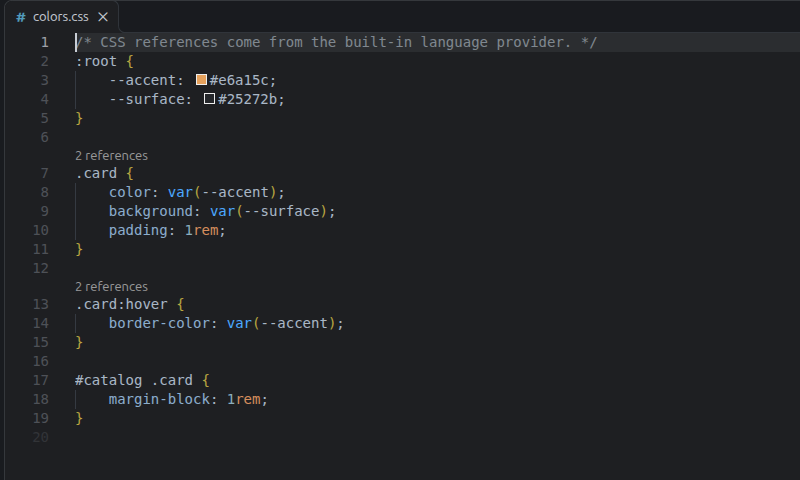 # colors.css ×
1 /* CSS references come from the built-in language provider. */
2 :root {
3     --accent: #e6a15c;
4     --surface: #25272b;
5 }
6
2 references
7 .card {
8     color: var(--accent);
9     background: var(--surface);
10     padding: 1rem;
11 }
12
2 references
13 .card:hover {
14     border-color: var(--accent);
15 }
16
17 #catalog .card {
18     margin-block: 1rem;
19 }
20